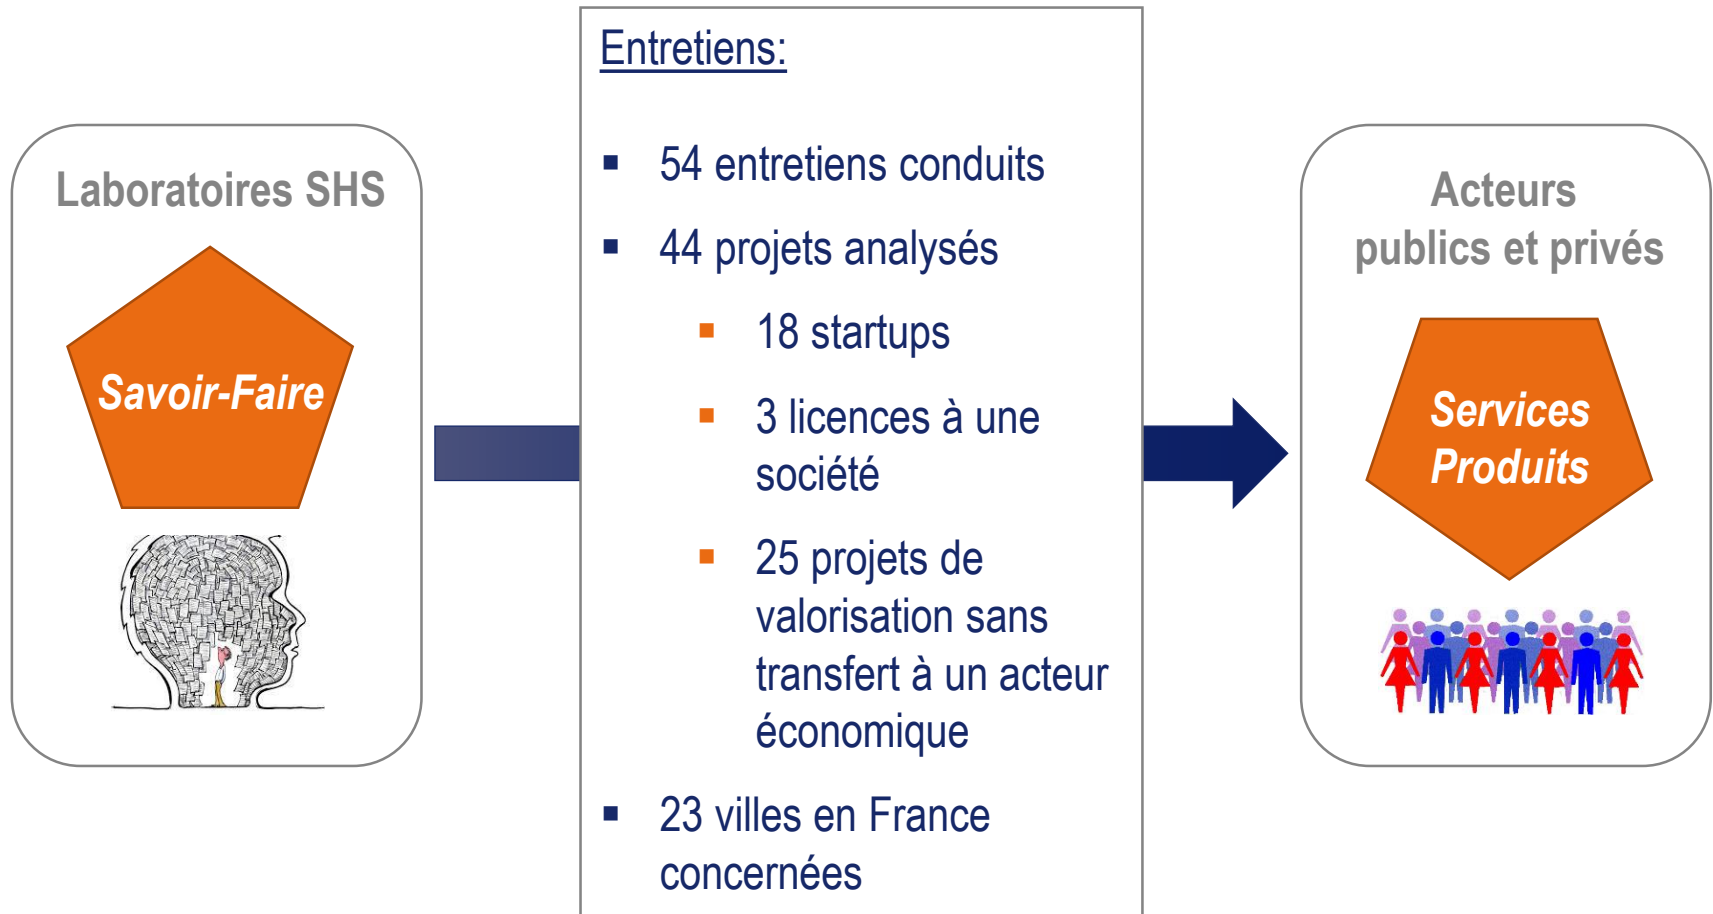 Laboratoires SHS
Savoir-Faire
Entretiens:
▪ 54 entretiens conduits
▪ 44 projets analysés
▪ 18 startups
▪ 3 licences à une
société
▪ 25 projets de
valorisation sans
transfert à un acteur
économique
▪ 23 villes en France
concernées
Acteurs
publics et privés
Services
Produits